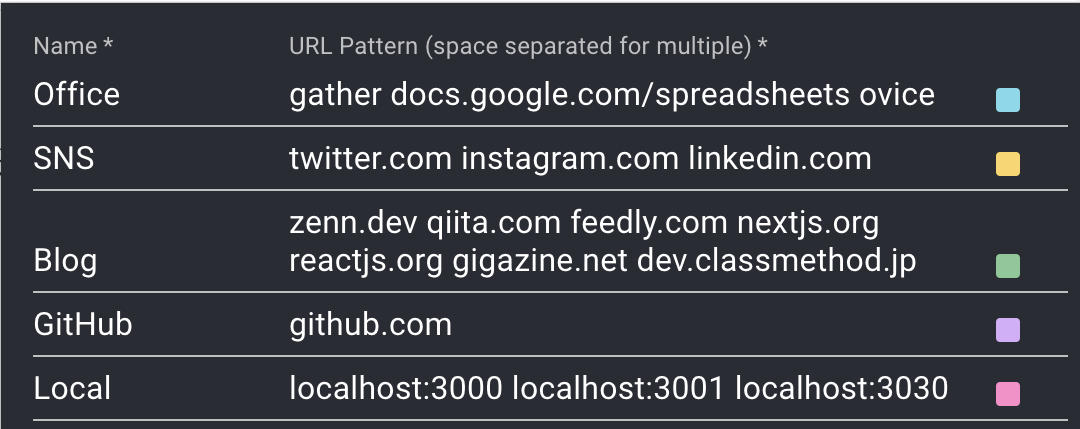 Name * URL Pattern (space separated for multiple) *
Office gather docs.google.com/spreadsheets ovice
SNS twitter.com instagram.com linkedin.com
zenn.dev qiita.com feedly.com nextjs.org
Blog reactjs.org gigazine.net dev.classmethod.jp
GitHub github.com
Local localhost:3000 localhost:3001 localhost:3030